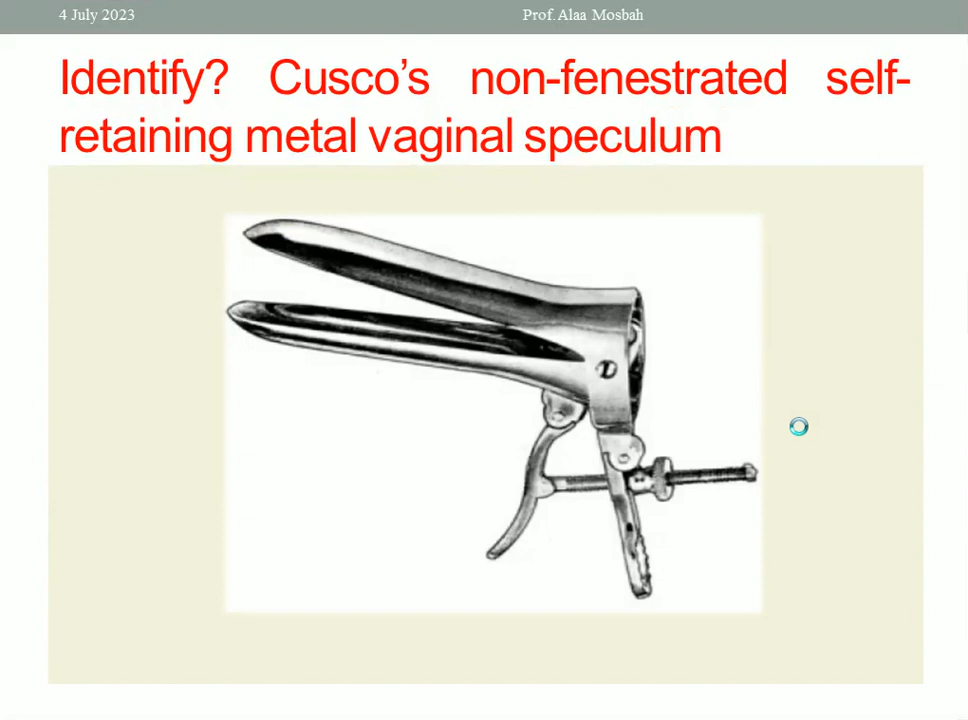 4 July 2023
Prof. Alaa Mosbah
Identify? Cusco’s non-fenestrated self-
retaining metal vaginal speculum